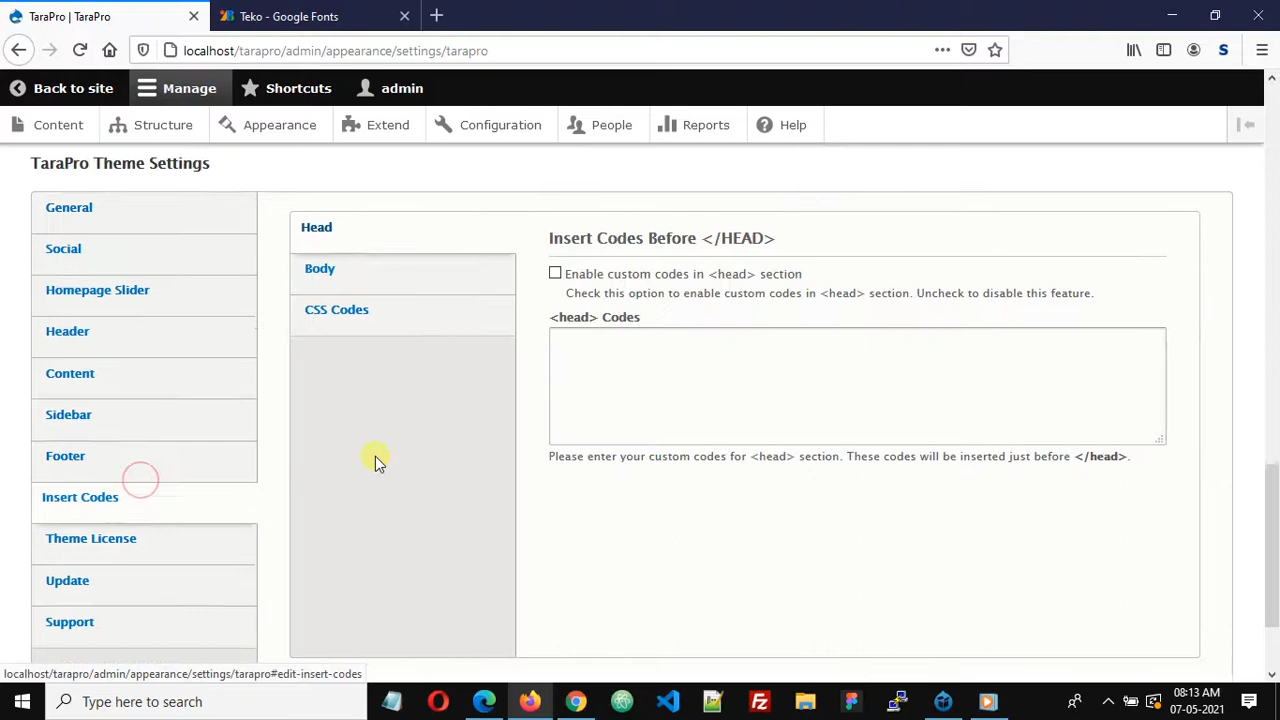 TaraPro | TaraPro
Teko - Google Fonts
localhost/tarapro/admin/appearance/settings/tarapro
Back to site
Manage
Shortcuts
admin
Content
Structure
Appearance
Extend
Configuration
People
Reports
Help
TaraPro Theme Settings
General
Social
Homepage Slider
Header
Content
Sidebar
Footer
Insert Codes
Theme License
Update
Support
Head
Body
CSS Codes
Insert Codes Before </HEAD>
Enable custom codes in <head> section
Check this option to enable custom codes in <head> section. Uncheck to disable this feature.
<head> Codes
Please enter your custom codes for <head> section. These codes will be inserted just before </head>.
localhost/tarapro/admin/appearance/settings/tarapro#edit-insert-codes
Type here to search
08:13 AM
07-05-2021